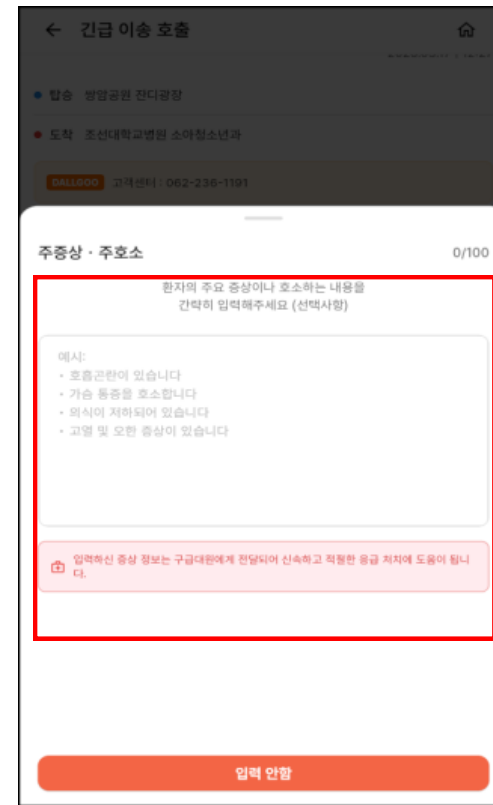 ← 긴급 이송 호출
탑승 쌍암공원 잔디광장
도착 조선대학교병원 소아청소년과
DALLGOO 고객센터 : 062-236-1191
주증상 · 주호소 0/100
환자의 주요 증상이나 호소하는 내용을
간략히 입력해주세요 (선택사항)
예시:
• 호흡곤란이 있습니다
• 가슴 통증을 호소합니다
• 의식이 저하되어 있습니다
• 고열 및 오한 증상이 있습니다
입력하신 증상 정보는 구급대원에게 전달되어 신속하고 적절한 응급 처치에 도움이 됩니
다.
입력 안함